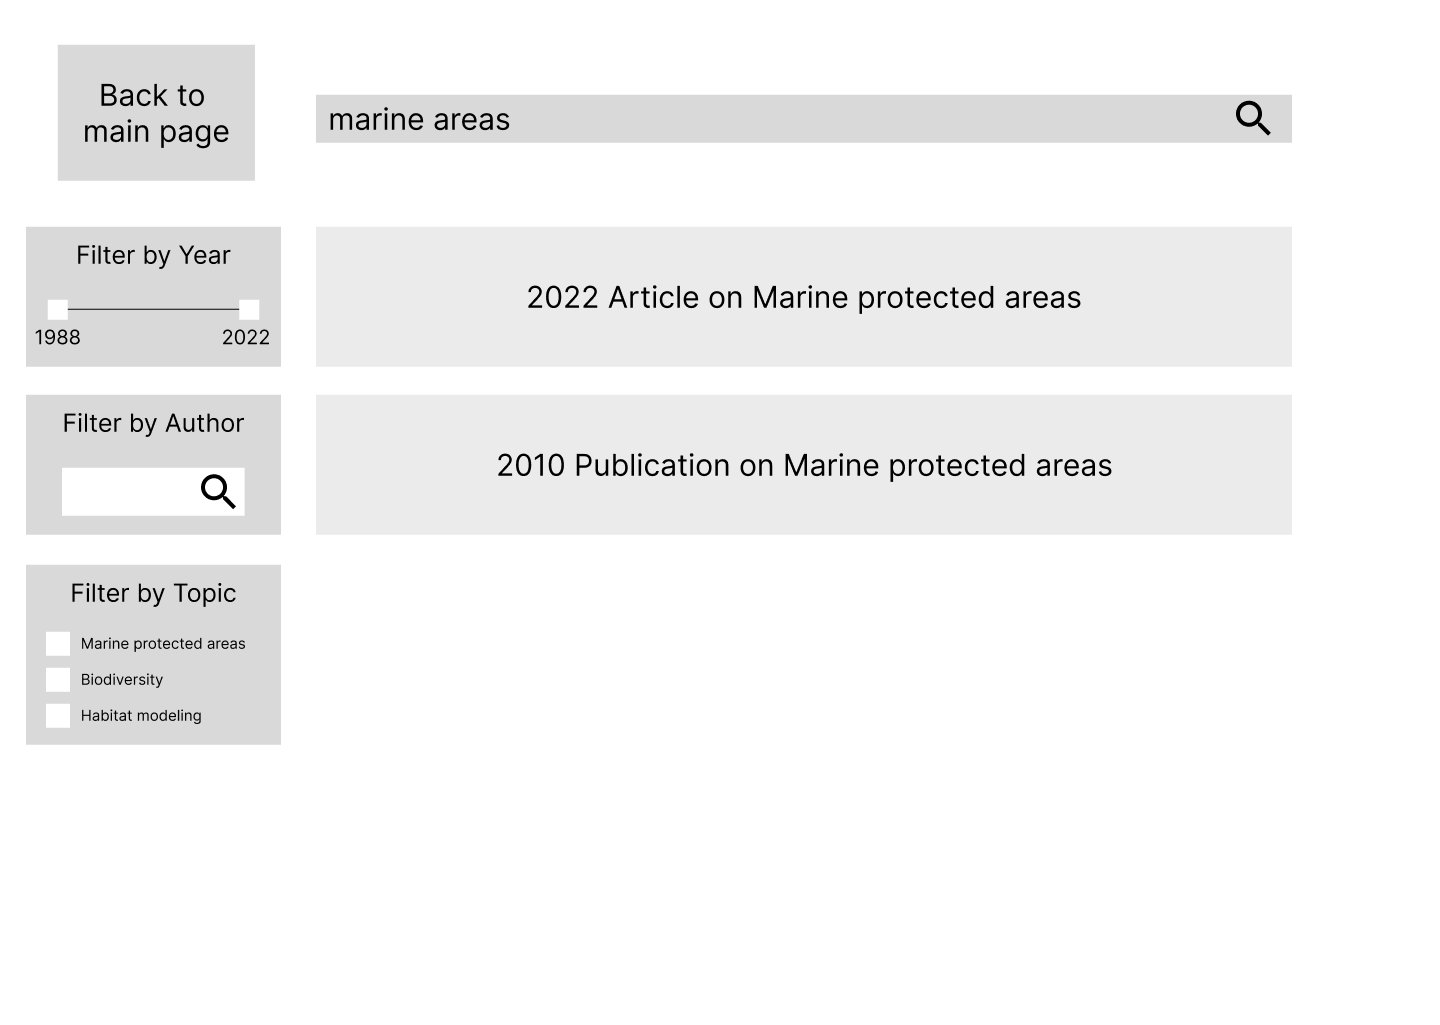 Back to
main page
marine areas
Filter by Year
1988 2022
2022 Article on Marine protected areas
Filter by Author
2010 Publication on Marine protected areas
Filter by Topic
Marine protected areas
Biodiversity
Habitat modeling